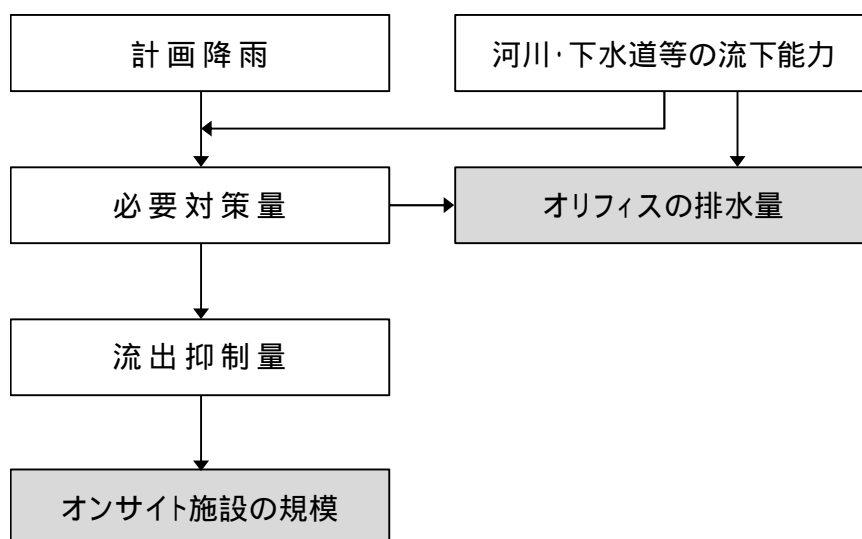 計画降雨
河川・下水道等の流下能力
必要対策量
オリフィスの排水量
流出抑制量
オンサイト施設の規模